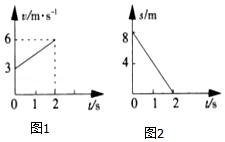 v/m·s⁻¹
6
3
0 1 2 t/s
图1
s/m
8
4
0 1 2 t/s
图2